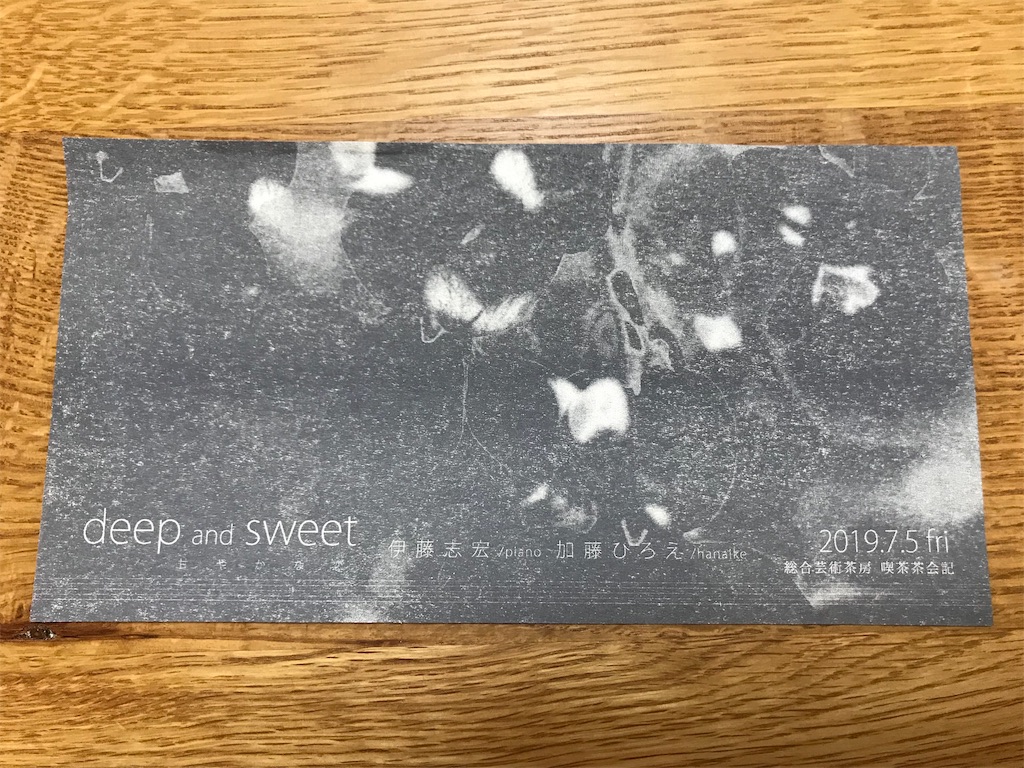 deep and sweet
伊藤志宏/piano 加藤ひろえ/hanaike
2019.7.5 fri
総合芸術茶房 喫茶茶会記